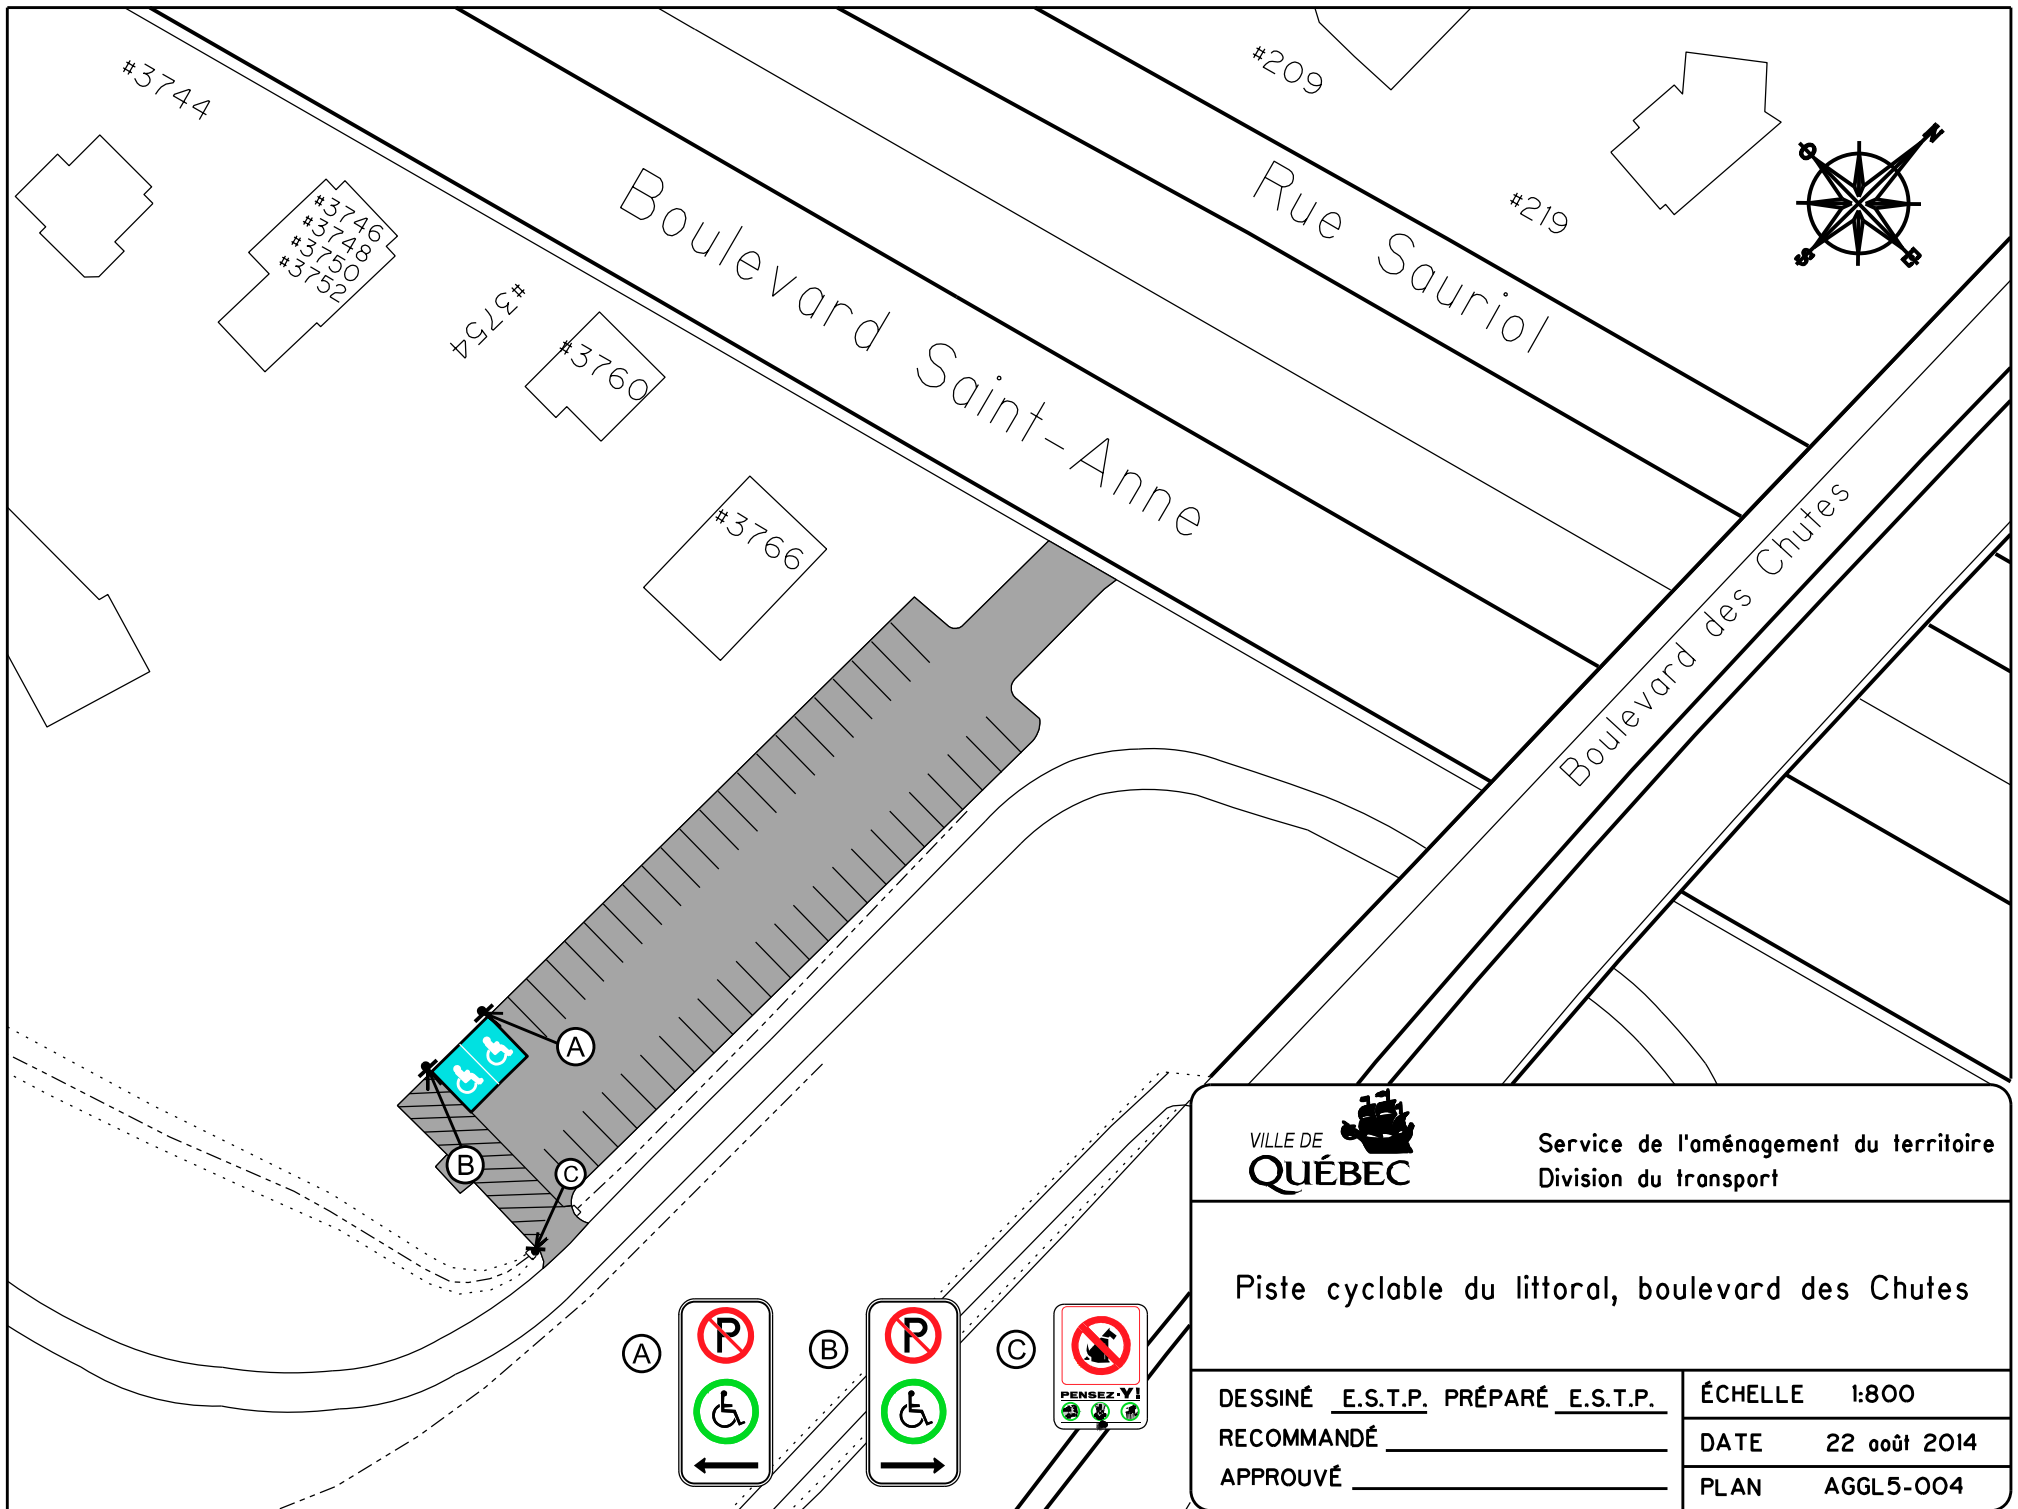 #3744
#209
#219
N
O
S
E
#3746
#3748
#3750
#3752
#3754
#3760
#3766
Boulevard Saint-Anne
Rue Sauriol
Boulevard des Chutes
A
B
C
A
P
B
P
C
PENSEZ-Y!
VILLE DE
QUÉBEC
Service de l'aménagement du territoire
Division du transport
Piste cyclable du littoral, boulevard des Chutes
DESSINÉ E.S.T.P. PRÉPARÉ E.S.T.P.
RECOMMANDÉ
APPROUVÉ
ÉCHELLE 1:800
DATE 22 août 2014
PLAN AGGL5-004